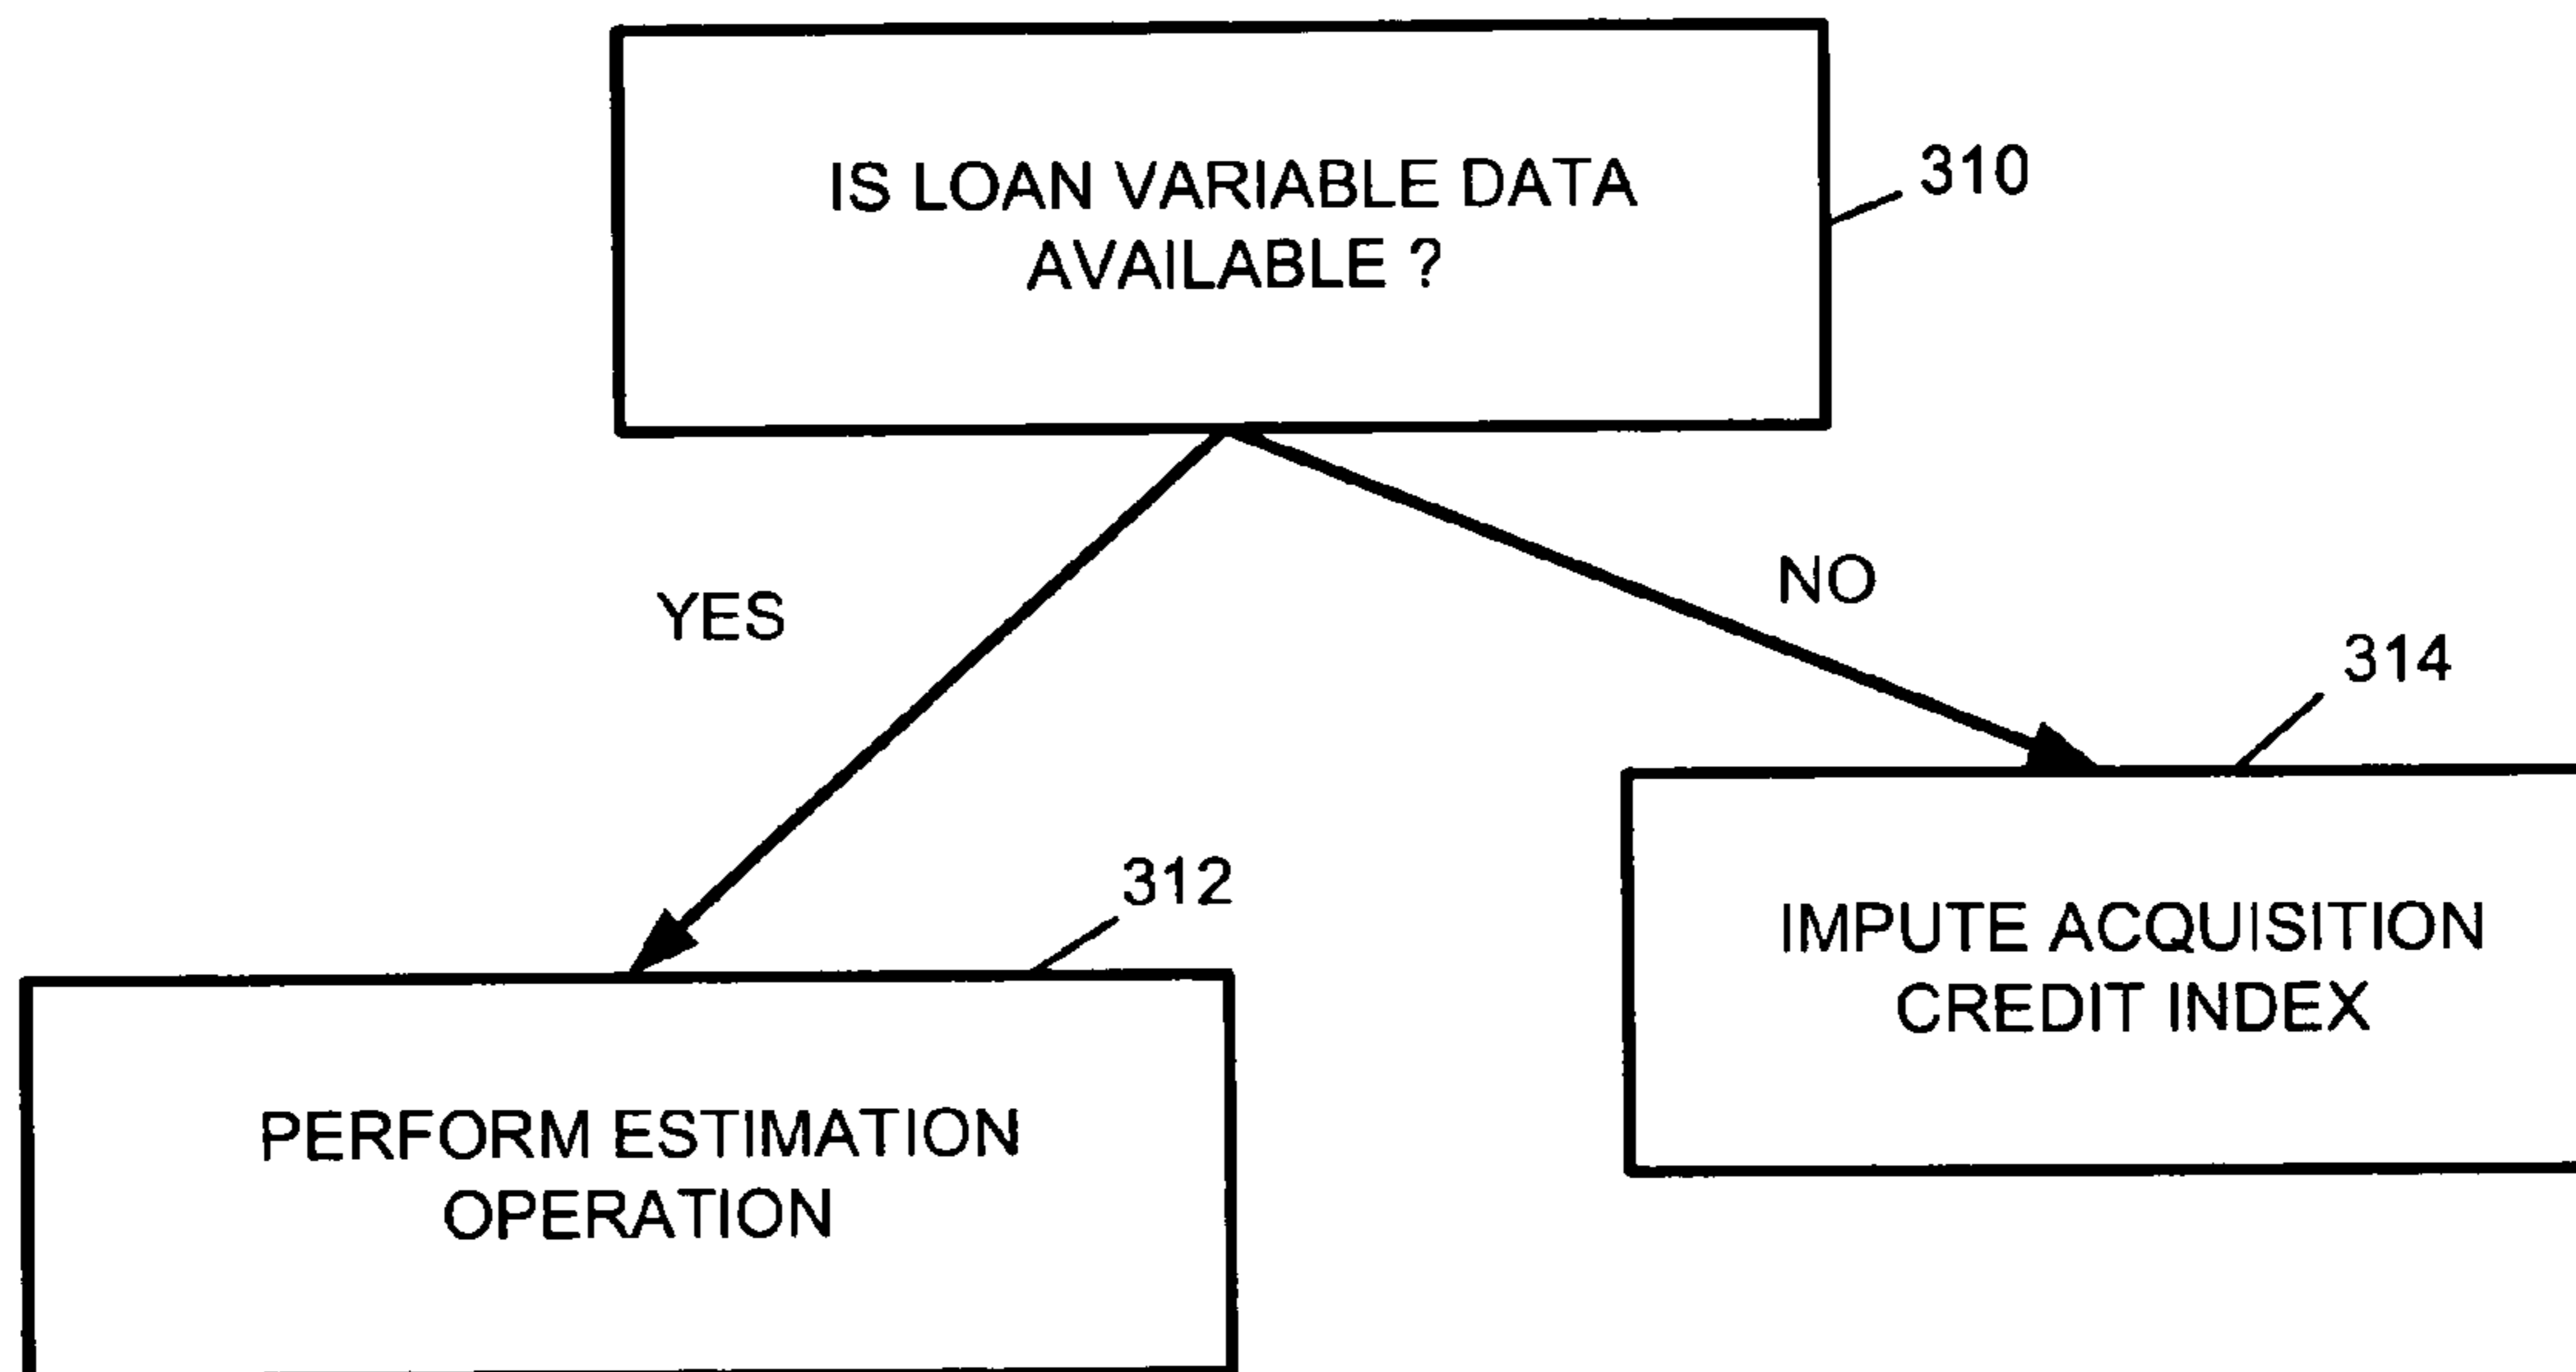 IS LOAN VARIABLE DATA
AVAILABLE ?
310
YES
NO
314
312
IMPUTE ACQUISITION
CREDIT INDEX
PERFORM ESTIMATION
OPERATION